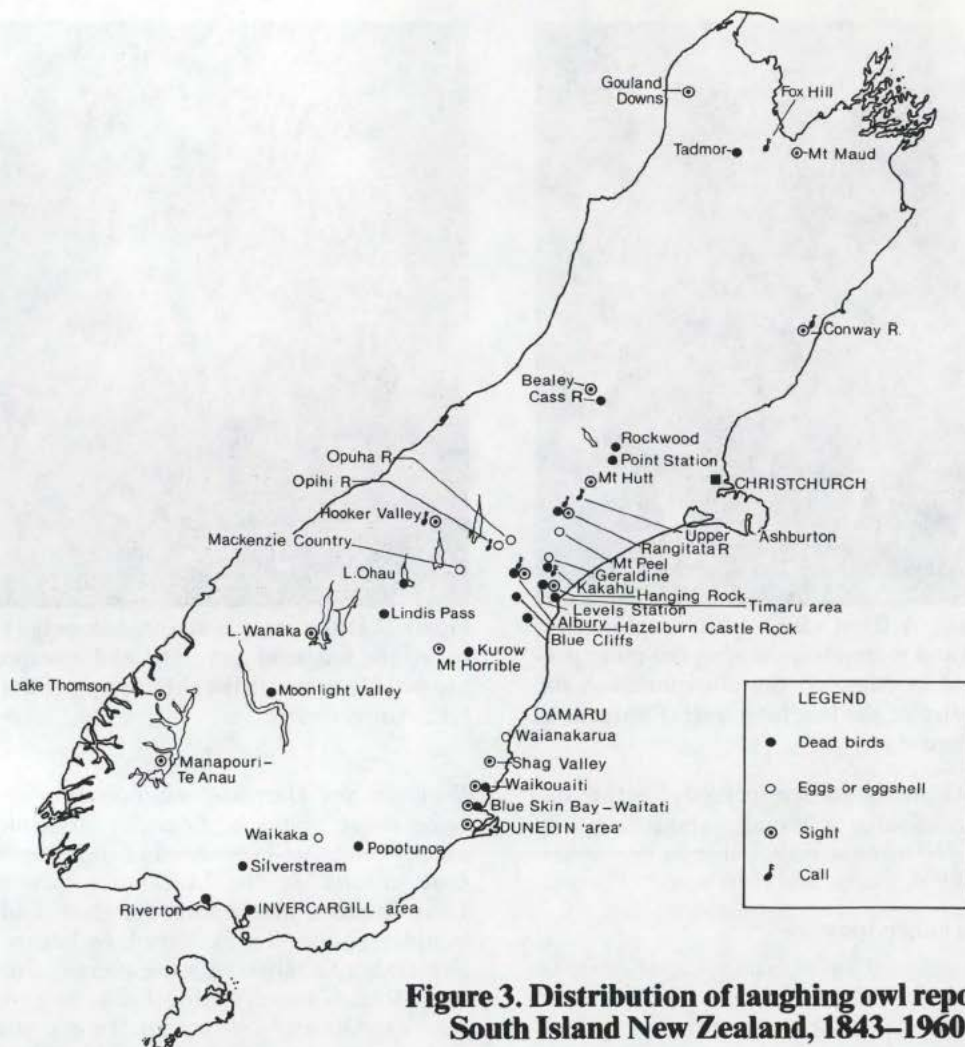 Gouland
Downs
Fox Hill
Tadmor
Mt Maud
Conway R.
Bealey
Cass R
Rockwood
Point Station
Mt Hutt
CHRISTCHURCH
Opuha R.
Opihi R
Hooker Valley
Mackenzie Country
Upper Ashburton
Rangitata R
Mt Peel
Geraldine
Kakahu
Hanging Rock
Levels Station
Timaru area
Albury
Hazelburn Castle Rock
Blue Cliffs
L.Ohau
Lindis Pass
L.Wanaka
Kurow
Mt Horrible
Lake Thomson
Moonlight Valley
Manapouri-
Te Anau
OAMARU
Waianakarua
Shag Valley
Waikouaiti
Blue Skin Bay-Waitati
DUNEDIN 'area'
Waikaka
Popotunoa
Silverstream
Riverton
INVERCARGILL area
LEGEND
Dead birds
Eggs or eggshell
Sight
Call
Figure 3. Distribution of laughing owl repo
South Island New Zealand, 1843–1960